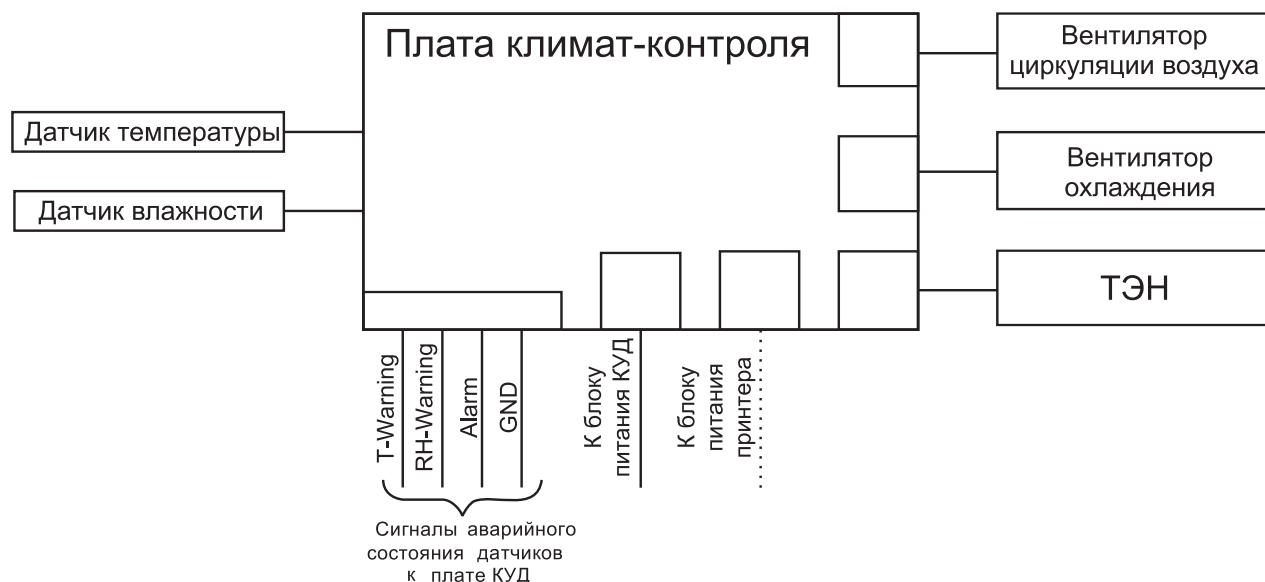 Плата климат-контроля
Вентилятор
циркуляции воздуха
Датчик температуры
Вентилятор
охлаждения
Датчик влажности
ТЭН
T-Warning
RH-Warning
Alarm
GND
К блоку
питания КУД
К блоку
питания
принтера
Сигналы аварийного
состояния датчиков
к плате КУД